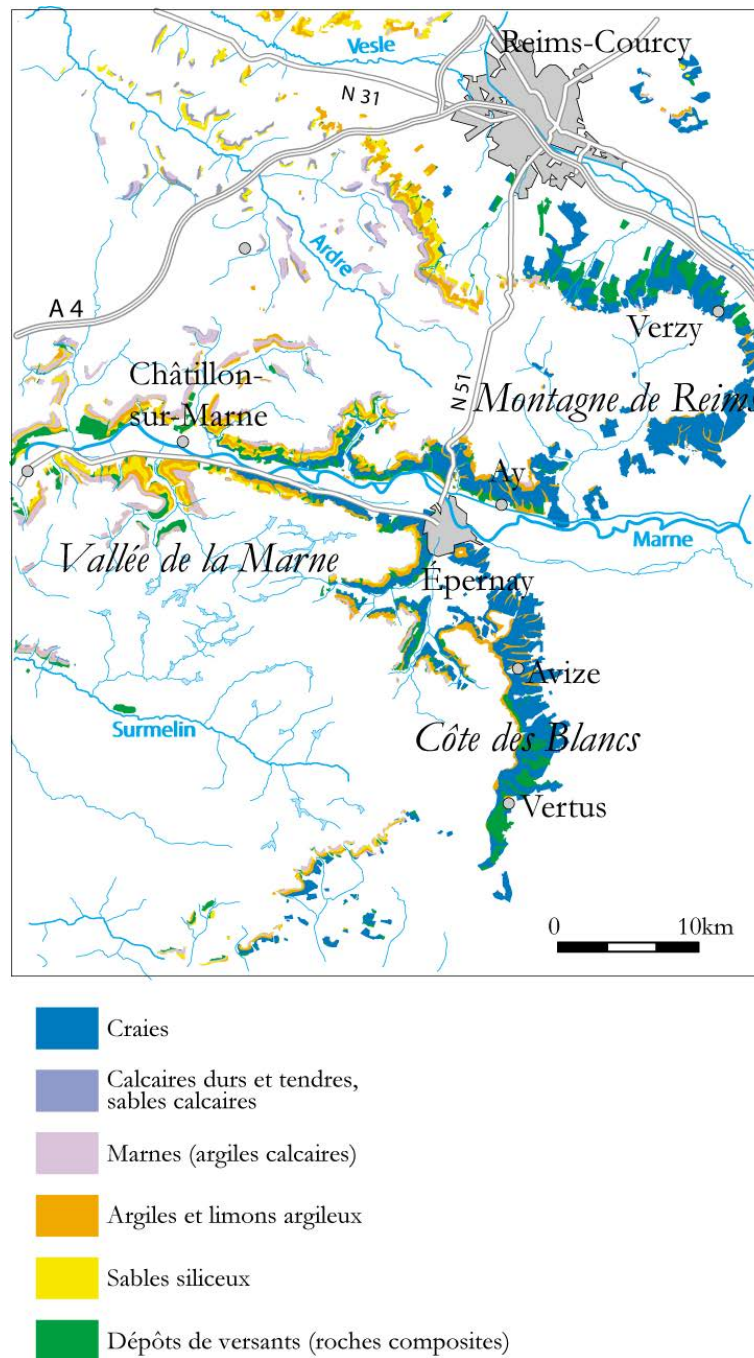 Vesle
Reims-Courcy
N 31
Ardre
A 4
Verzy
Châtillon-
sur-Marne
N 51
Montagne de Reims
Ay
Vallée de la Marne
Marne
Épernay
Avize
Surmelin
Côte des Blancs
Vertus
0 10km
Craies
Calcaires durs et tendres,
sables calcaires
Marnes (argiles calcaires)
Argiles et limons argileux
Sables siliceux
Dépôts de versants (roches composites)